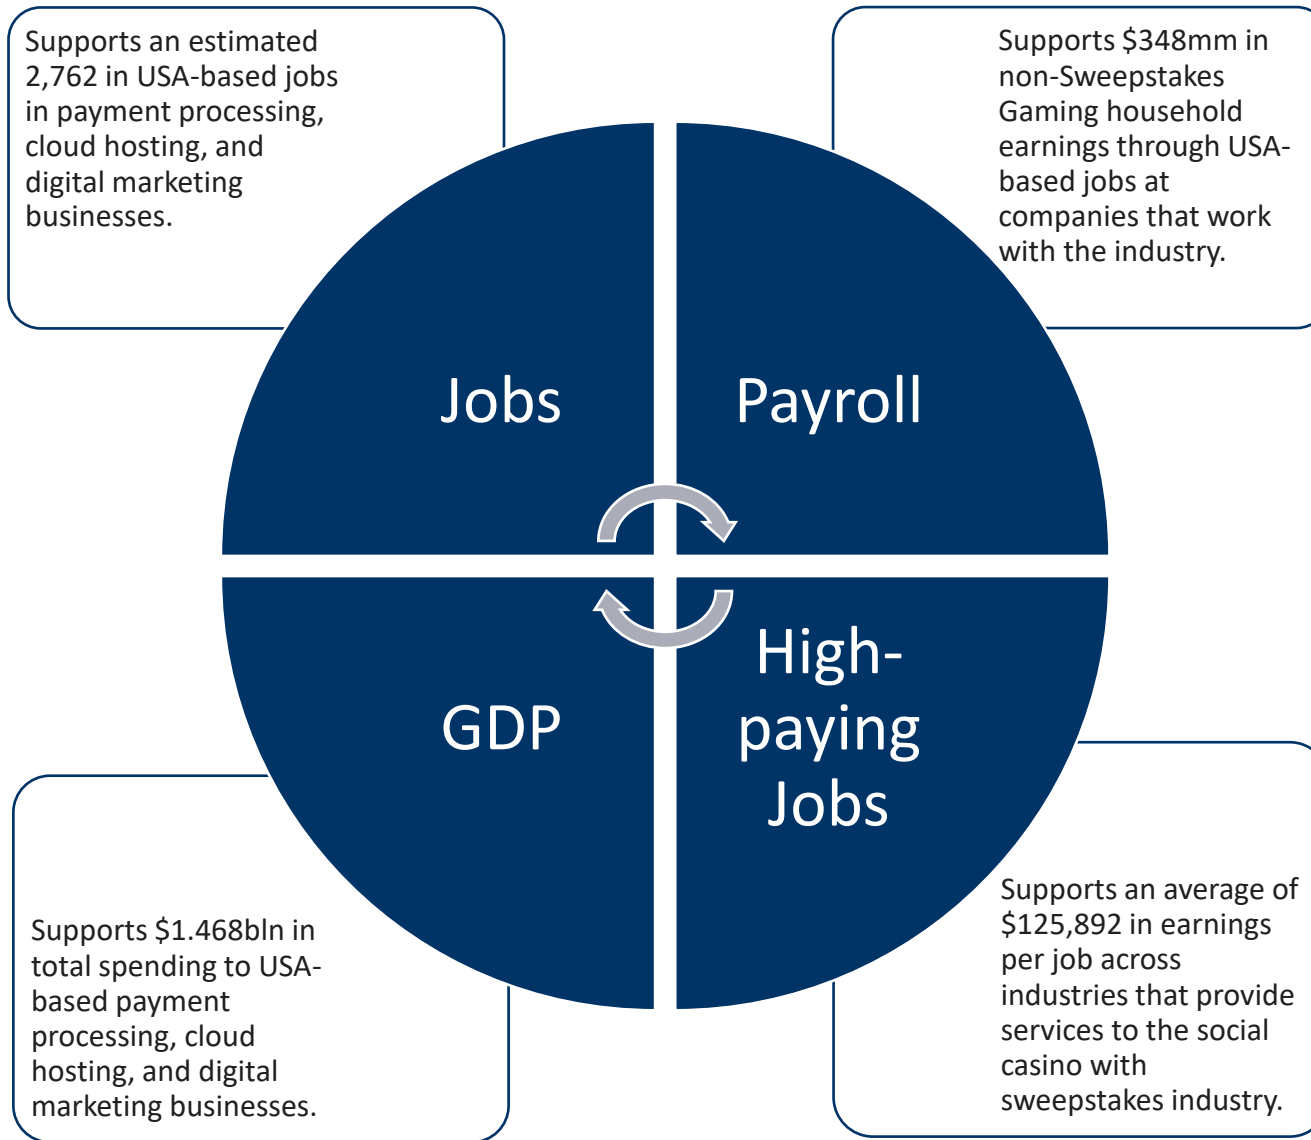 Supports an estimated
2,762 in USA-based jobs
in payment processing,
cloud hosting, and
digital marketing
businesses.
Supports $348mm in
non-Sweepstakes
Gaming household
earnings through USA-
based jobs at
companies that work
with the industry.
Jobs
Payroll
GDP
High-
paying
Jobs
Supports $1.468bln in
total spending to USA-
based payment
processing, cloud
hosting, and digital
marketing businesses.
Supports an average of
$125,892 in earnings
per job across
industries that provide
services to the social
casino with
sweepstakes industry.